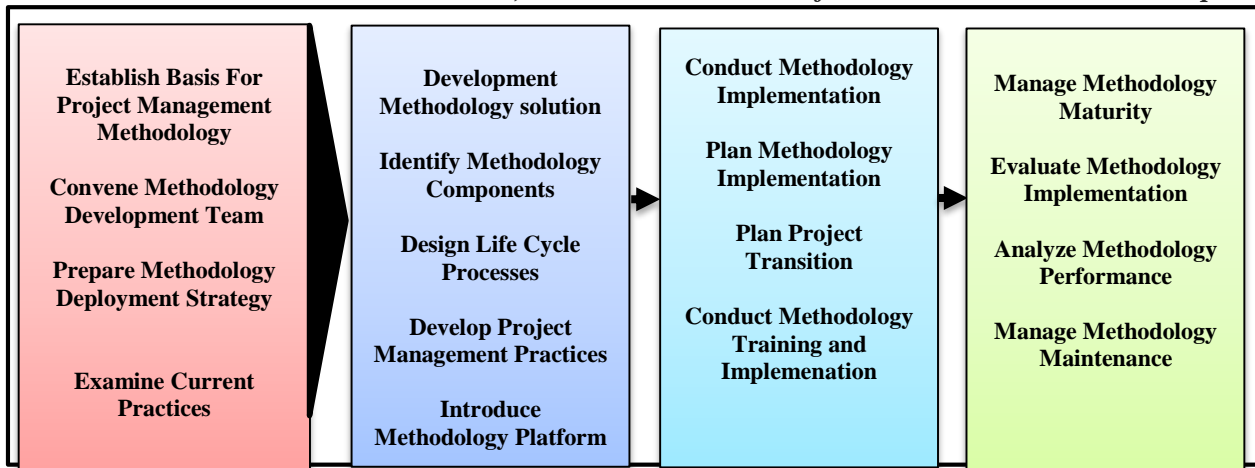 Establish Basis For
Project Management
Methodology
Convene Methodology
Development Team
Prepare Methodology
Deployment Strategy
Examine Current
Practices
Development
Methodology solution
Identify Methodology
Components
Design Life Cycle
Processes
Develop Project
Management Practices
Introduce
Methodology Platform
Conduct Methodology
Implementation
Plan Methodology
Implementation
Plan Project
Transition
Conduct Methodology
Training and
Implemenation
Manage Methodology
Maturity
Evaluate Methodology
Implementation
Analyze Methodology
Performance
Manage Methodology
Maintenance